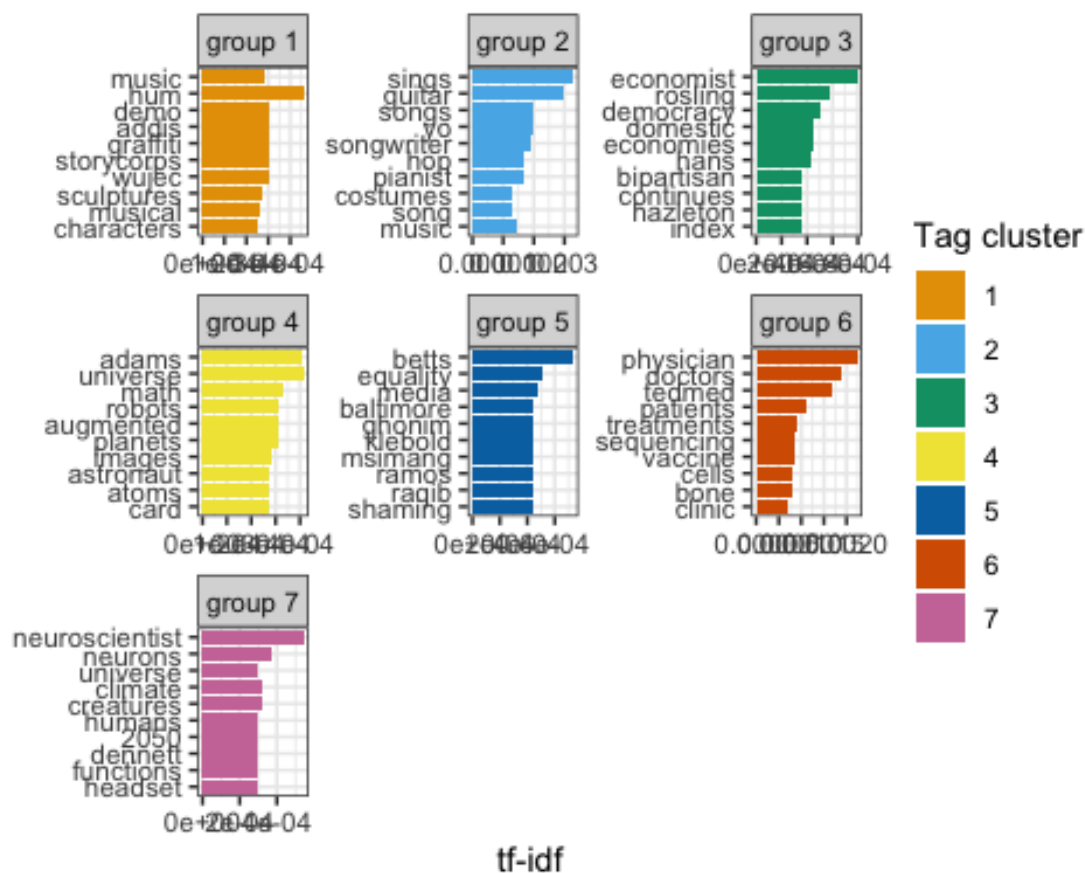 group 1
music
hum
demo
addis
graffiti
storycorps
wujec
sculptures
musical
characters
group 2
sings
guitar
songs
yo
songwriter
hop
pianist
costumes
song
music
group 3
economist
rosling
democracy
domestic
economies
hans
bipartisan
continues
hazleton
index
group 4
adams
universe
math
robots
augmented
planets
images
astronaut
atoms
card
group 5
betts
equality
media
baltimore
ghonim
klebold
msimang
ramos
raqib
shaming
group 6
physician
doctors
tedmed
patients
treatments
sequencing
vaccine
cells
bone
clinic
group 7
neuroscientist
neurons
universe
climate
creatures
humans
2050
dennett
functions
headset
tf-idf
Tag cluster
1
2
3
4
5
6
7